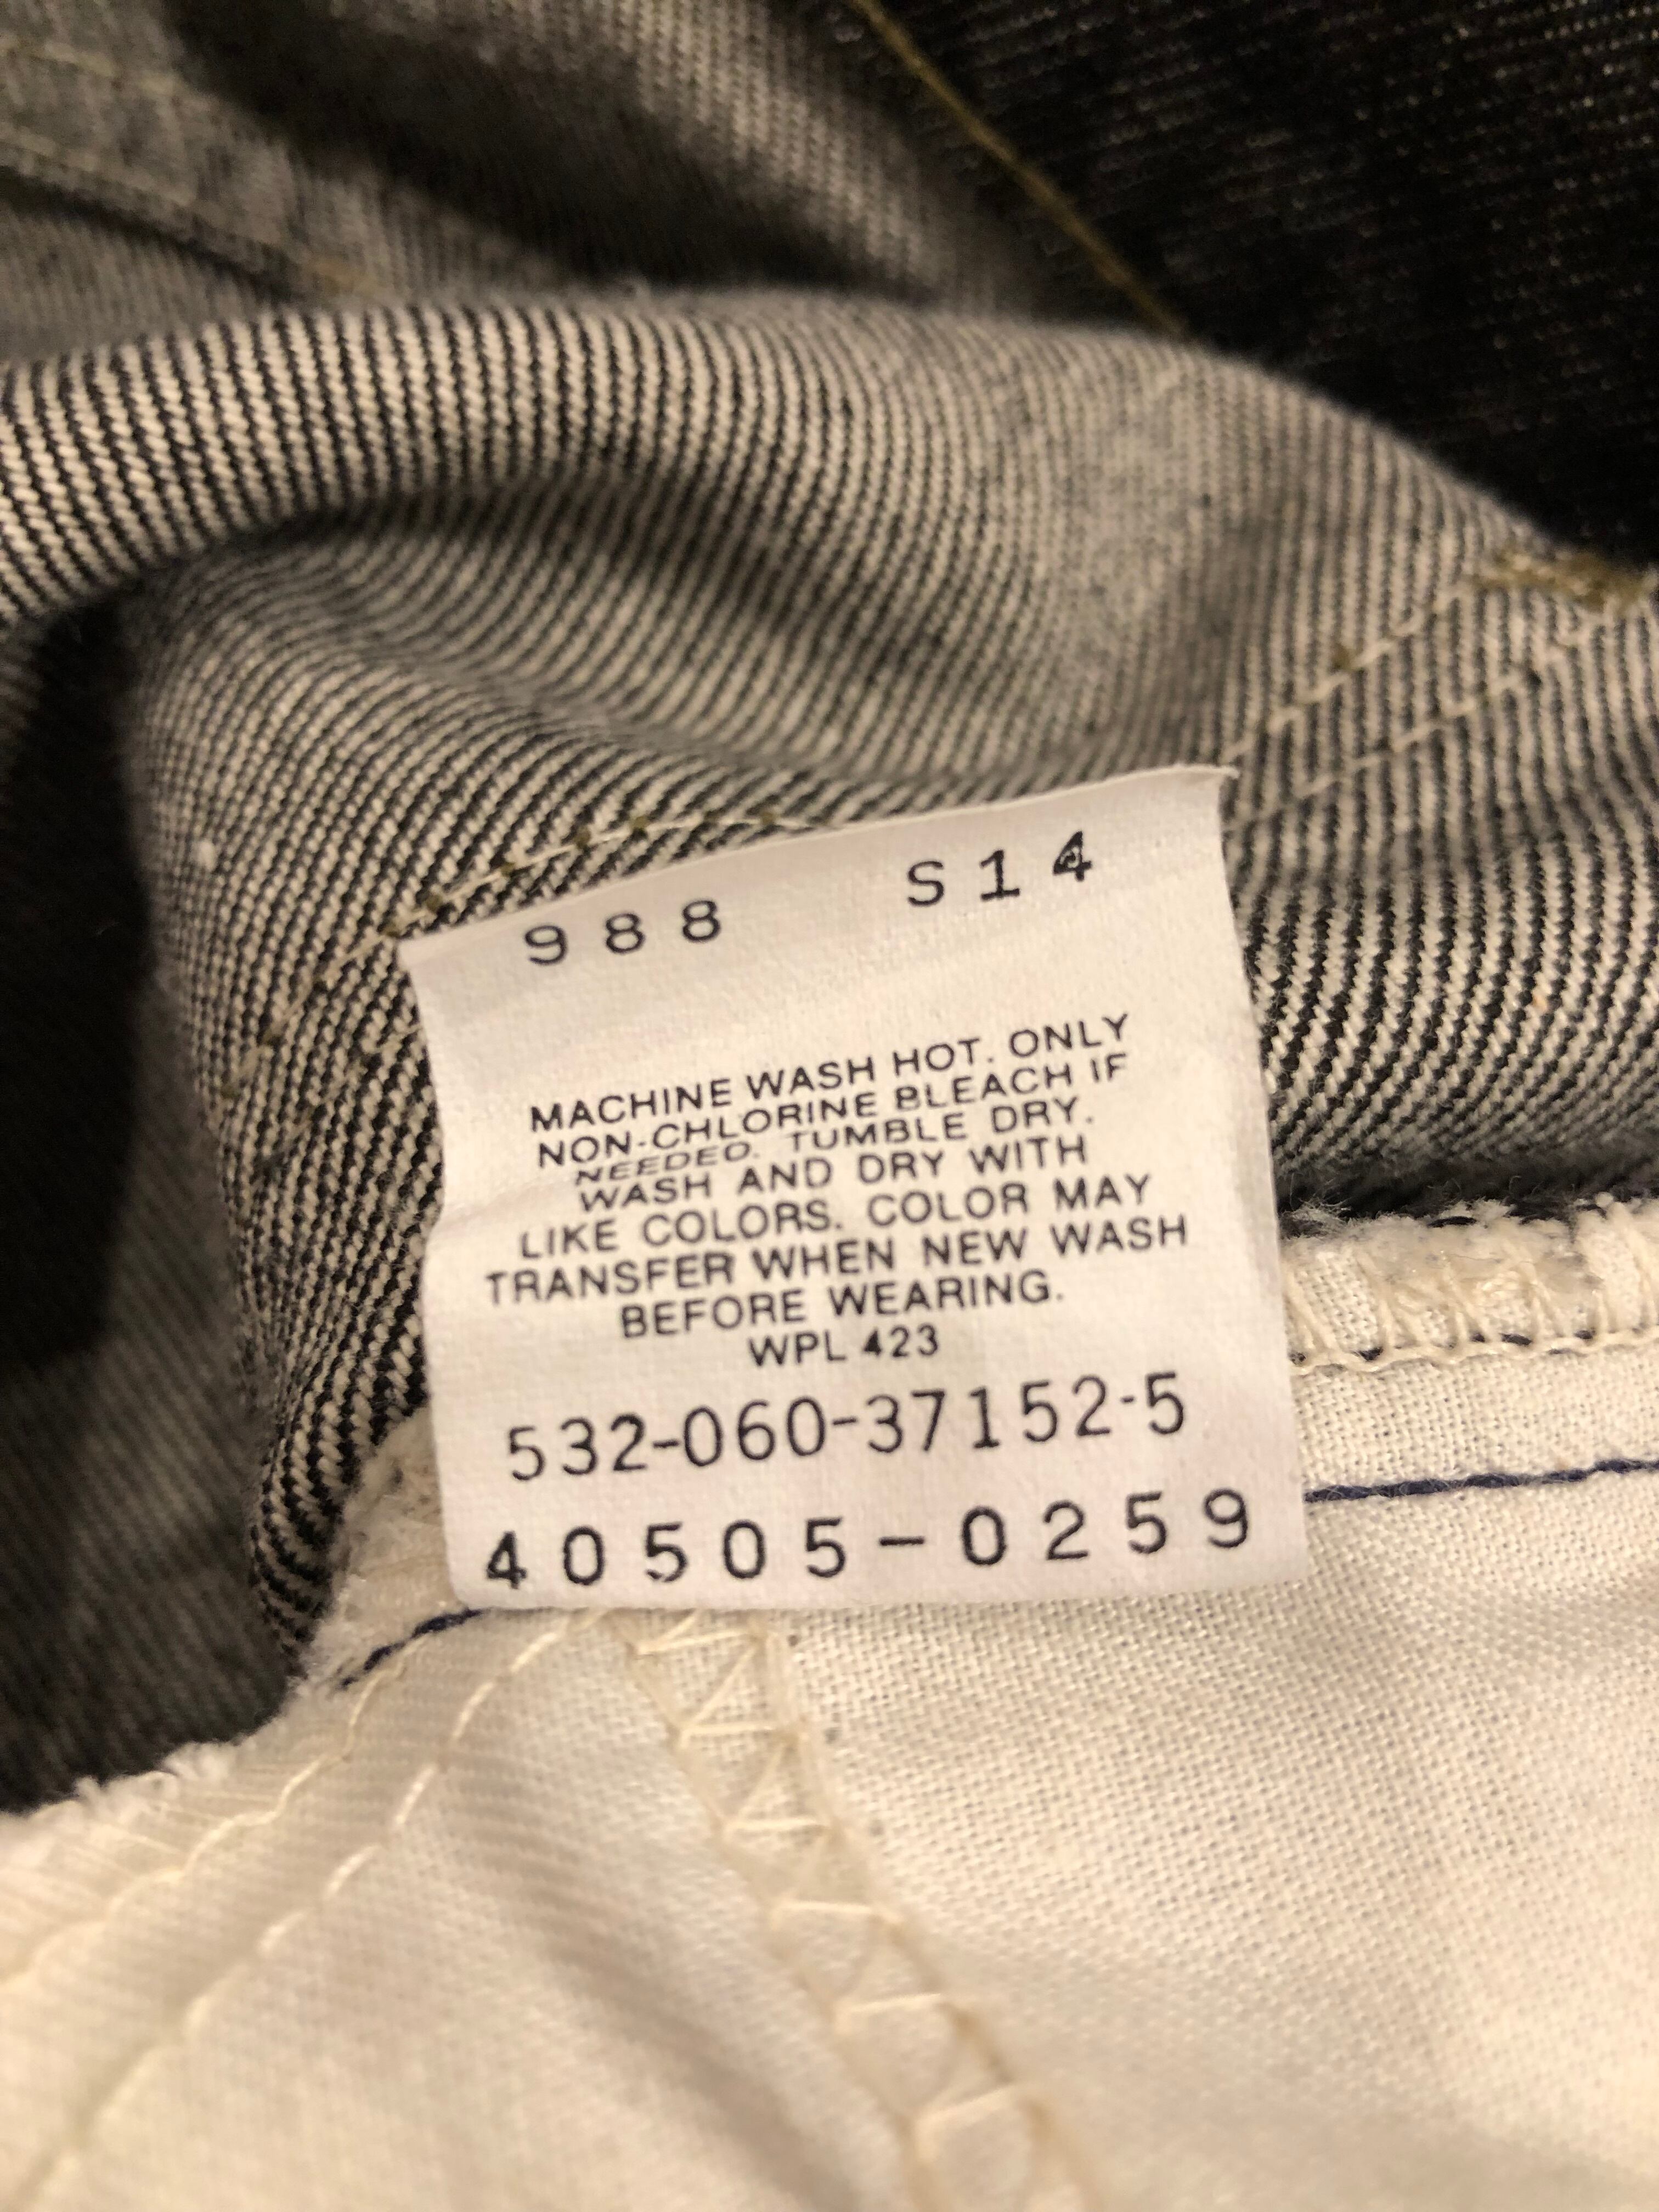 988 S14
MACHINE WASH HOT. ONLY
NON-CHLORINE BLEACH IF
NEEDED. TUMBLE DRY.
WASH AND DRY WITH
LIKE COLORS. COLOR MAY
TRANSFER WHEN NEW WASH
BEFORE WEARING.
WPL 423
532-060-37152-5
40505-0259